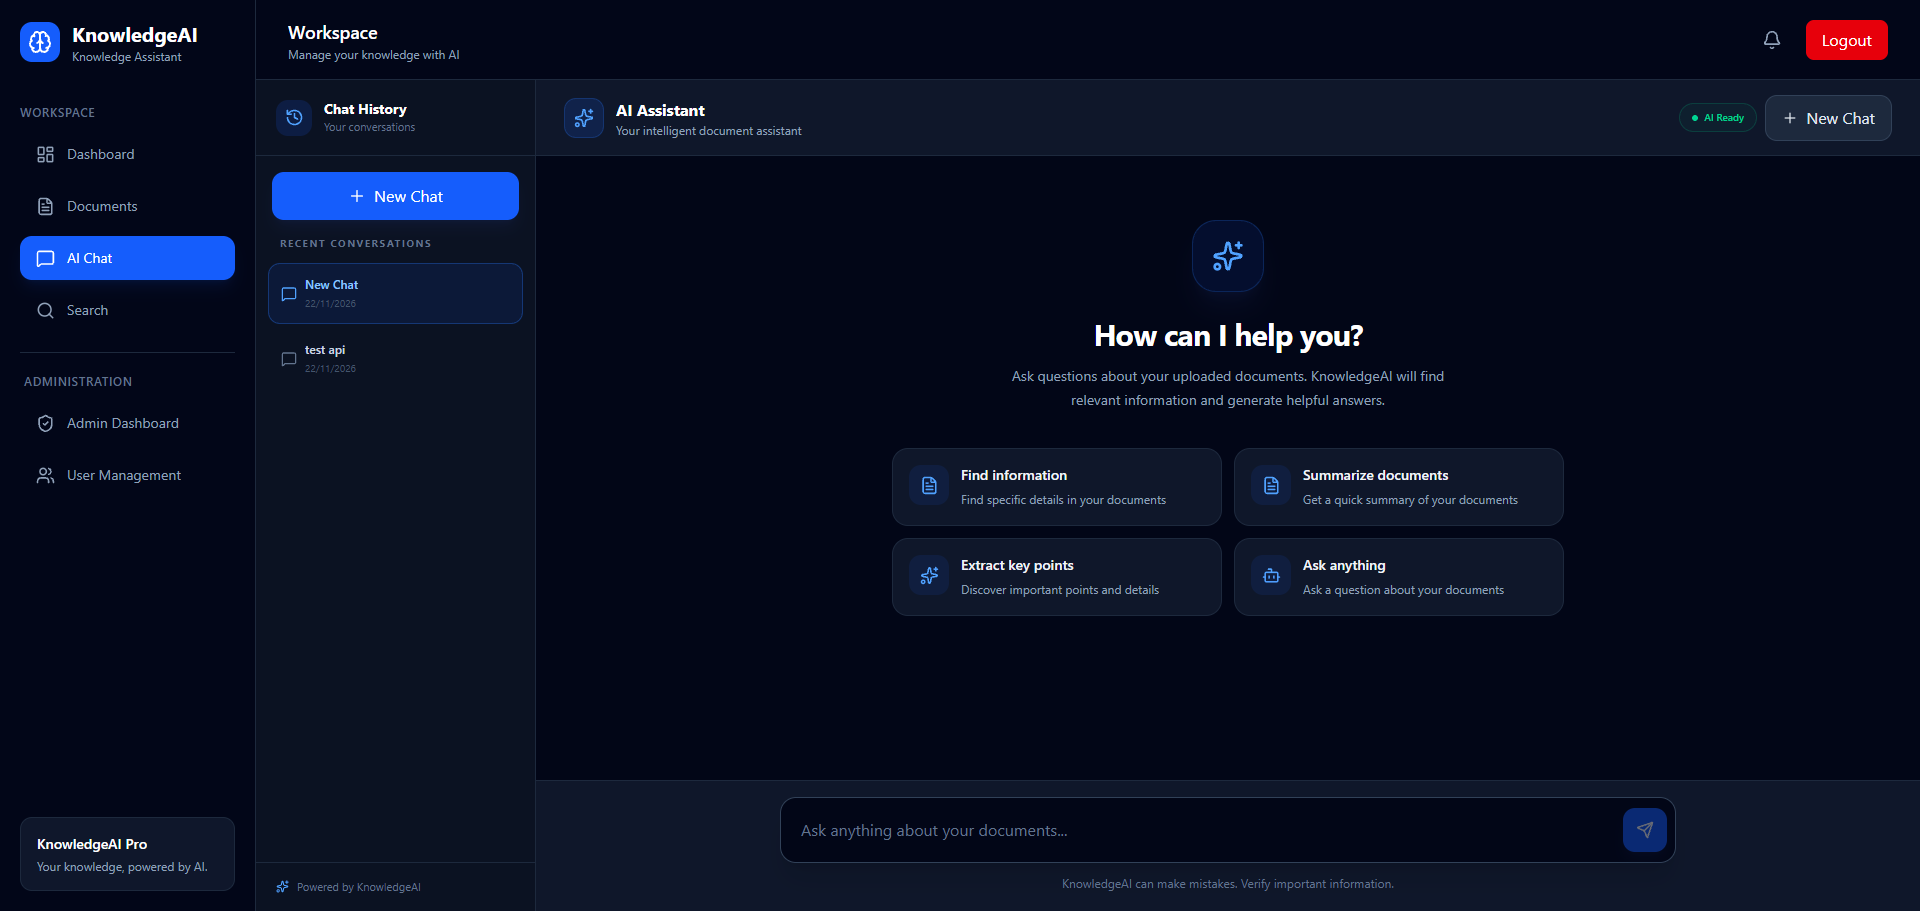 KnowledgeAI
Knowledge Assistant
WORKSPACE
Dashboard
Documents
AI Chat
Search
ADMINISTRATION
Admin Dashboard
User Management
KnowledgeAI Pro
Your knowledge, powered by AI.
Workspace
Manage your knowledge with AI
Logout
Chat History
Your conversations
+ New Chat
RECENT CONVERSATIONS
New Chat
22/11/2026
test api
22/11/2026
Powered by KnowledgeAI
AI Assistant
Your intelligent document assistant
AI Ready
+ New Chat
How can I help you?
Ask questions about your uploaded documents. KnowledgeAI will find
relevant information and generate helpful answers.
Find information
Find specific details in your documents
Summarize documents
Get a quick summary of your documents
Extract key points
Discover important points and details
Ask anything
Ask a question about your documents
Ask anything about your documents...
KnowledgeAI can make mistakes. Verify important information.